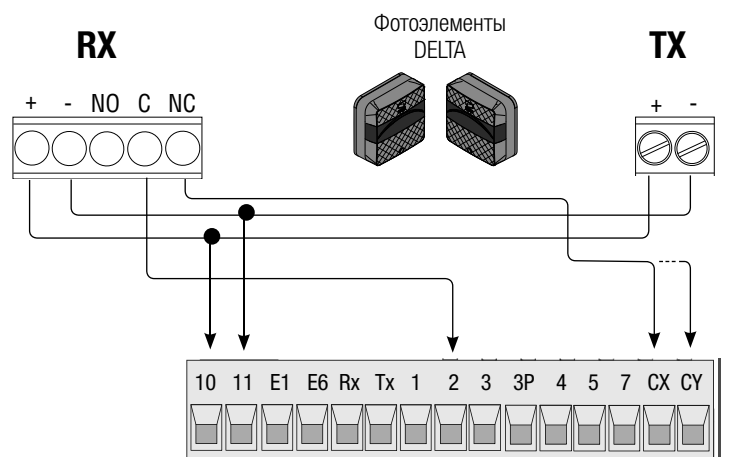 Фотоэлементы
DELTA
RX
TX
+ - NO C NC
+ -
10 11 E1 E6 Rx Tx 1 2 3 3P 4 5 7 CX CY